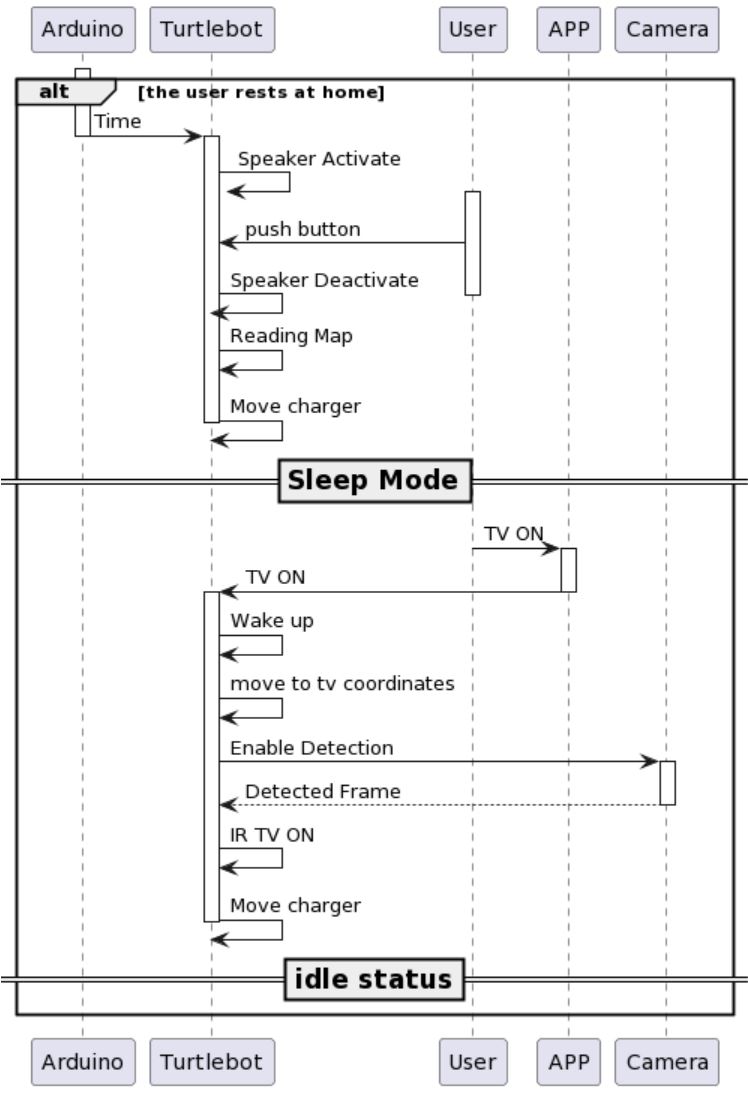 Arduino Turtlebot User APP Camera
alt [the user rests at home]
Time
Speaker Activate
push button
Speaker Deactivate
Reading Map
Move charger
Sleep Mode
TV ON
TV ON
Wake up
move to tv coordinates
Enable Detection
Detected Frame
IR TV ON
Move charger
idle status
Arduino Turtlebot User APP Camera